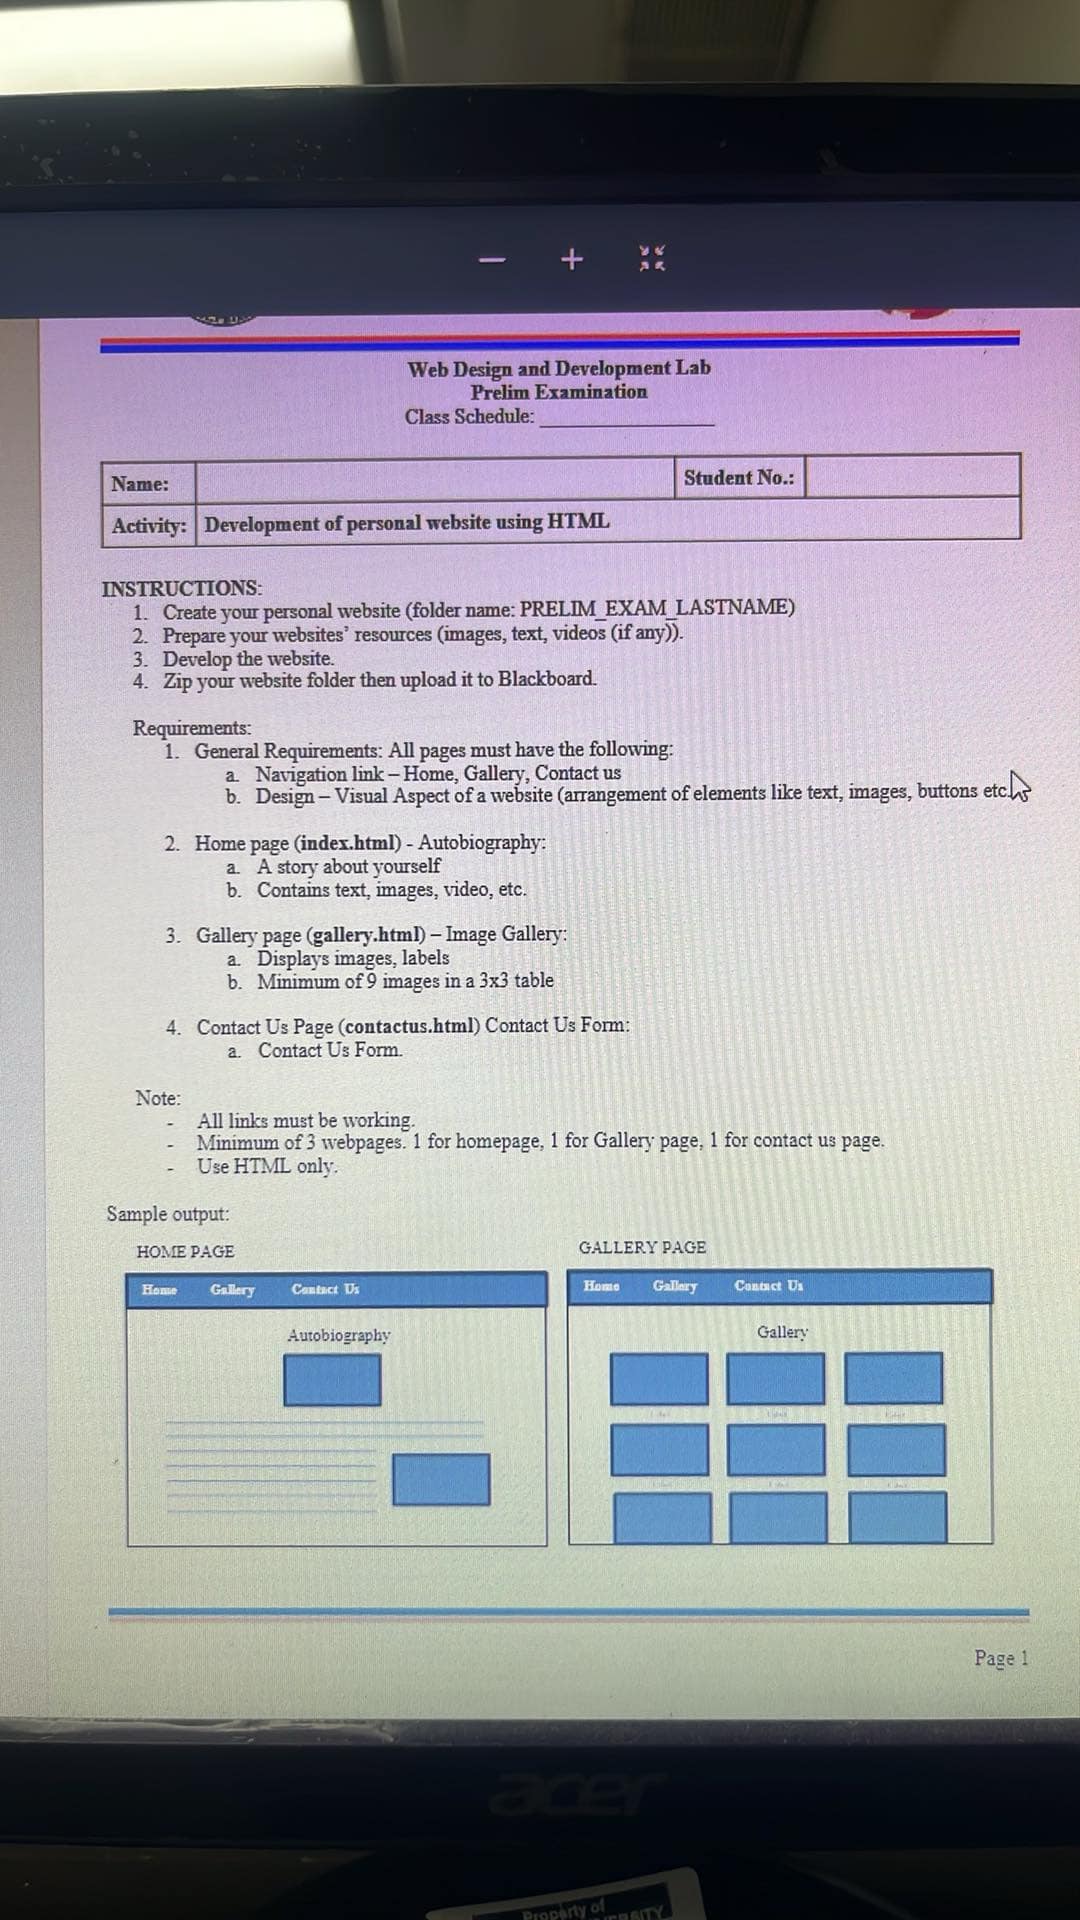 Web Design and Development Lab
Prelim Examination
Class Schedule:
Name:
Student No.:
Activity: Development of personal website using HTML
INSTRUCTIONS:
1. Create your personal website (folder name: PRELIM_EXAM_LASTNAME)
2. Prepare your websites' resources (images, text, videos (if any)).
3. Develop the website.
4. Zip your website folder then upload it to Blackboard.
Requirements:
1. General Requirements: All pages must have the following:
a. Navigation link – Home, Gallery, Contact us
b. Design – Visual Aspect of a website (arrangement of elements like text, images, buttons etc.
2. Home page (index.html) - Autobiography:
a. A story about yourself
b. Contains text, images, video, etc.
3. Gallery page (gallery.html) – Image Gallery:
a. Displays images, labels
b. Minimum of 9 images in a 3x3 table
4. Contact Us Page (contactus.html) Contact Us Form:
a. Contact Us Form.
Note:
- All links must be working.
- Minimum of 3 webpages. 1 for homepage, 1 for Gallery page, 1 for contact us page.
- Use HTML only.
Sample output:
HOME PAGE
Home Gallery Contact Us
Autobiography
GALLERY PAGE
Home Gallery Contact Us
Gallery
Page 1
acer
Property of